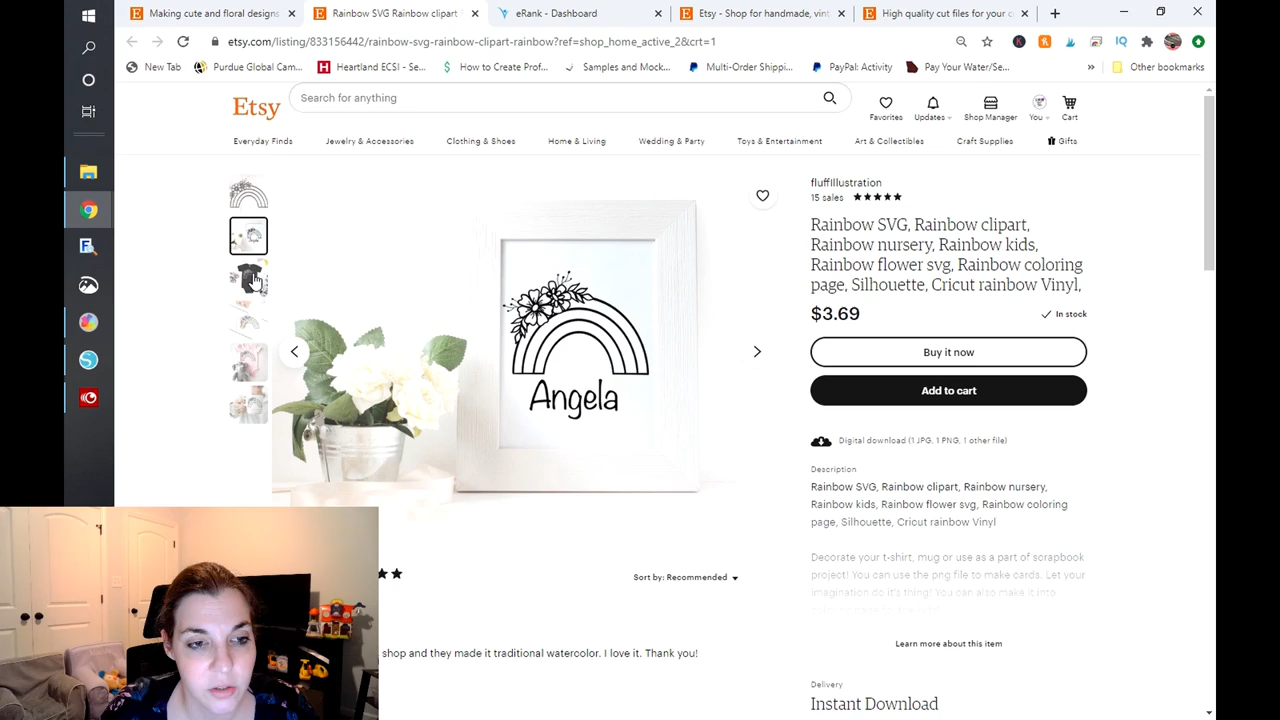 Making cute and floral designs
Rainbow SVG Rainbow clipart
eRank - Dashboard
Etsy - Shop for handmade, vint
High quality cut files for your c
etsy.com/listing/833156442/rainbow-svg-rainbow-clipart-rainbow?ref=shop_home_active_2&crt=1
New Tab
Purdue Global Cam...
Heartland ECSI - Se...
How to Create Prof...
Samples and Mock...
Multi-Order Shippi...
PayPal: Activity
Pay Your Water/Se...
Other bookmarks
Etsy
Search for anything
Favorites
Updates
Shop Manager
You
Cart
Everyday Finds
Jewelry & Accessories
Clothing & Shoes
Home & Living
Wedding & Party
Toys & Entertainment
Art & Collectibles
Craft Supplies
Gifts
fluffIllustration
15 sales
Rainbow SVG, Rainbow clipart,
Rainbow nursery, Rainbow kids,
Rainbow flower svg, Rainbow coloring
page, Silhouette, Cricut rainbow Vinyl,
$3.69
In stock
Buy it now
Add to cart
Angela
Digital download (1 JPG, 1 PNG, 1 other file)
Description
Rainbow SVG, Rainbow clipart, Rainbow nursery,
Rainbow kids, Rainbow flower svg, Rainbow coloring
page, Silhouette, Cricut rainbow Vinyl
Decorate your t-shirt, mug or use as a part of scrapbook
project! You can use the png file to make cards. Let your
imagination do it's thing! You can also make it into
Learn more about this item
Sort by: Recommended
shop and they made it traditional watercolor. I love it. Thank you!
Delivery
Instant Download